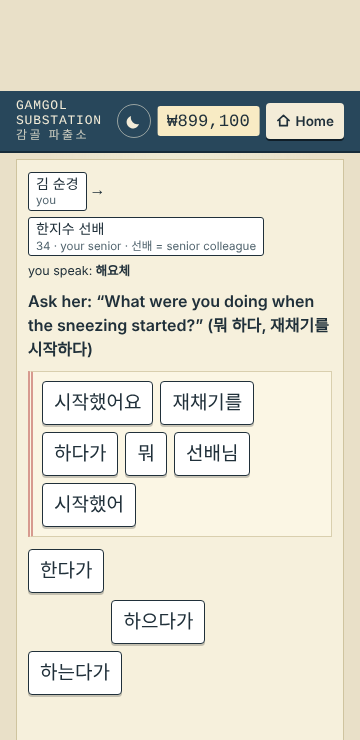 GAMGOL
SUBSTATION
감골 파출소
₩899,100
Home
김 순경
you
→
한지수 선배
34 · your senior · 선배 = senior colleague
you speak: 해요체
Ask her: “What were you doing when
the sneezing started?” (뭐 하다, 재채기를
시작하다)
시작했어요 재채기를
하다가 뭐 선배님
시작했어
한다가
하으다가
하는다가